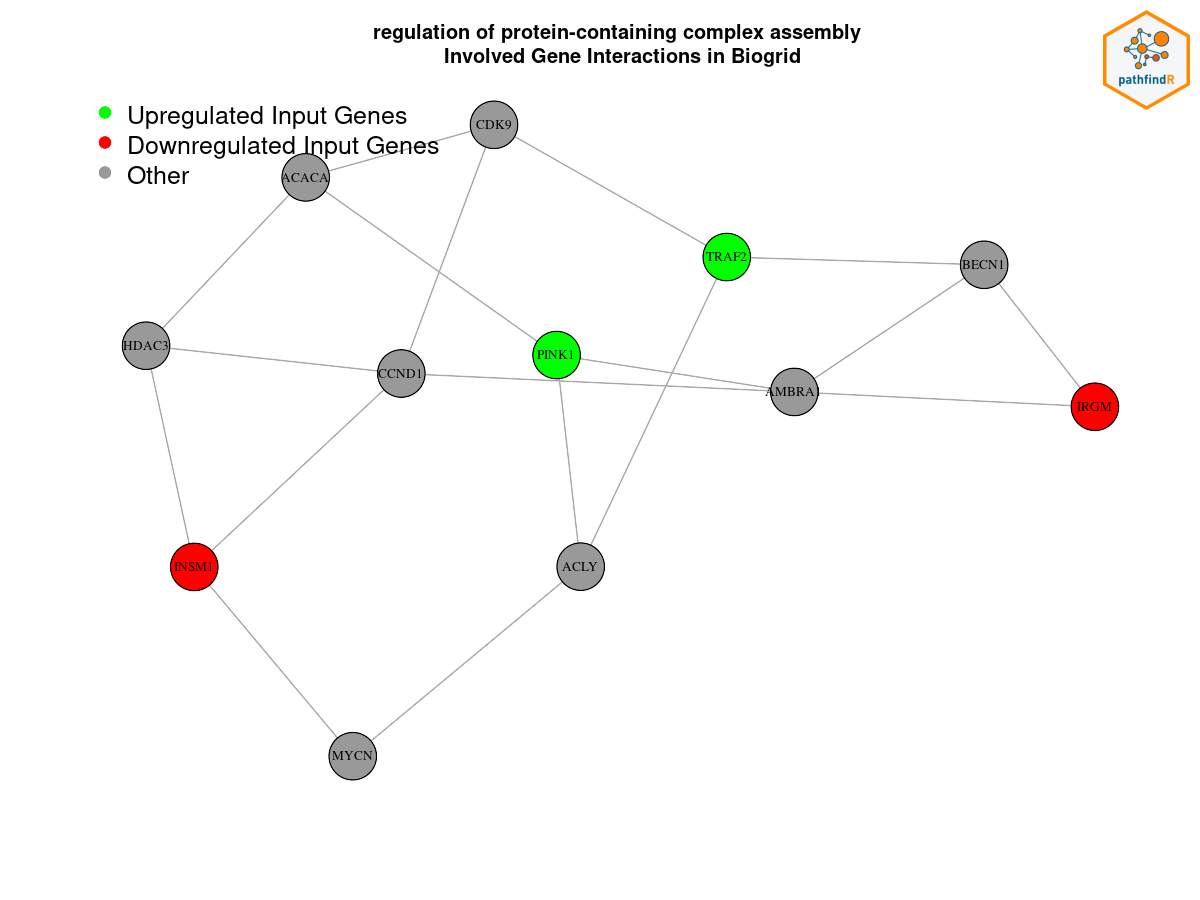 regulation of protein-containing complex assembly
Involved Gene Interactions in Biogrid
pathfindR
Upregulated Input Genes
Downregulated Input Genes
Other
CDK9
ACACA
TRAF2
BECN1
HDAC3
PINK1
CCND1
AMBRA1
IRGM
INSM1
ACLY
MYCN